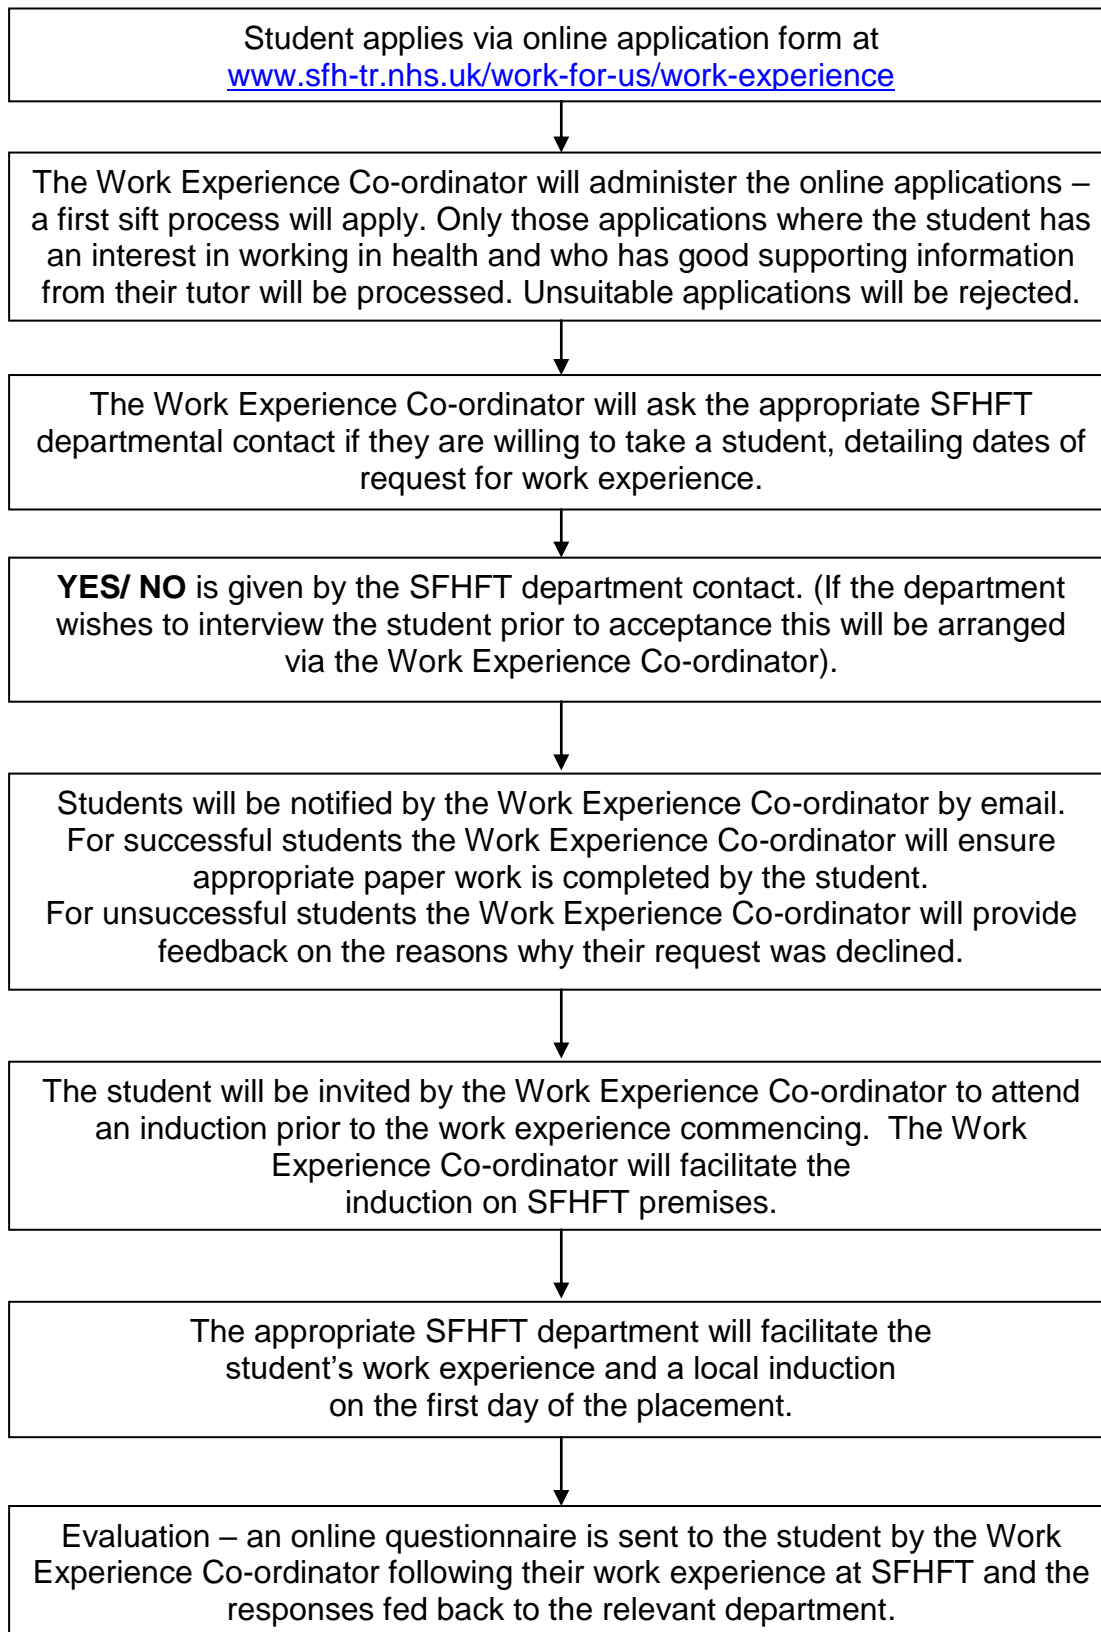 Student applies via online application form at
www.sfh-tr.nhs.uk/work-for-us/work-experience
The Work Experience Co-ordinator will administer the online applications –
a first sift process will apply. Only those applications where the student has
an interest in working in health and who has good supporting information
from their tutor will be processed. Unsuitable applications will be rejected.
The Work Experience Co-ordinator will ask the appropriate SFHFT
departmental contact if they are willing to take a student, detailing dates of
request for work experience.
YES/ NO is given by the SFHFT department contact. (If the department
wishes to interview the student prior to acceptance this will be arranged
via the Work Experience Co-ordinator).
Students will be notified by the Work Experience Co-ordinator by email.
For successful students the Work Experience Co-ordinator will ensure
appropriate paper work is completed by the student.
For unsuccessful students the Work Experience Co-ordinator will provide
feedback on the reasons why their request was declined.
The student will be invited by the Work Experience Co-ordinator to attend
an induction prior to the work experience commencing.  The Work
Experience Co-ordinator will facilitate the
induction on SFHFT premises.
The appropriate SFHFT department will facilitate the
student’s work experience and a local induction
on the first day of the placement.
Evaluation – an online questionnaire is sent to the student by the Work
Experience Co-ordinator following their work experience at SFHFT and the
responses fed back to the relevant department.